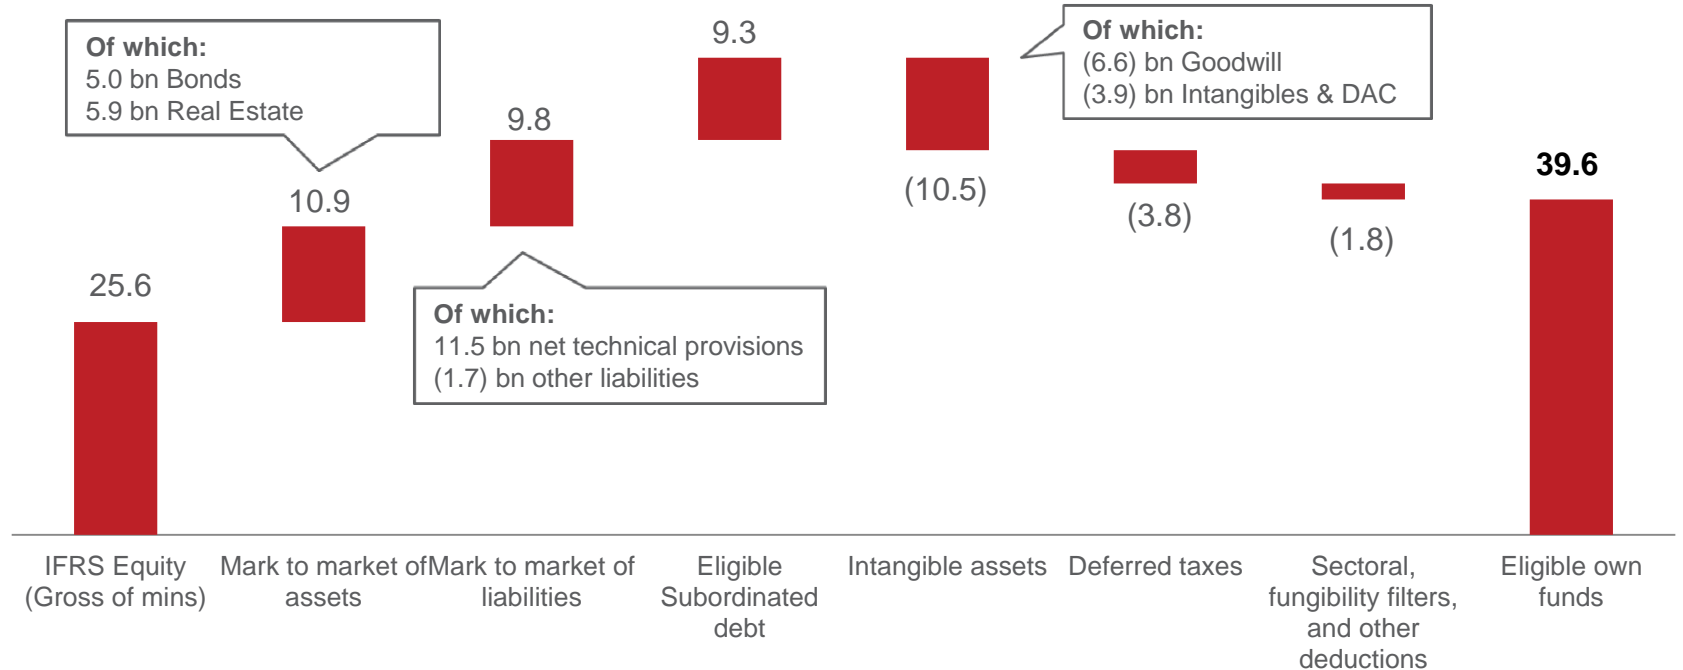 Of which:
5.0 bn Bonds
5.9 bn Real Estate
9.3
Of which:
(6.6) bn Goodwill
(3.9) bn Intangibles & DAC
9.8
10.9
(10.5)
39.6
(3.8)
(1.8)
25.6
Of which:
11.5 bn net technical provisions
(1.7) bn other liabilities
IFRS Equity
(Gross of mins)
Mark to market of
assets
Mark to market of
liabilities
Eligible
Subordinated
debt
Intangible assets
Deferred taxes
Sectoral,
fungibility filters,
and other
deductions
Eligible own
funds